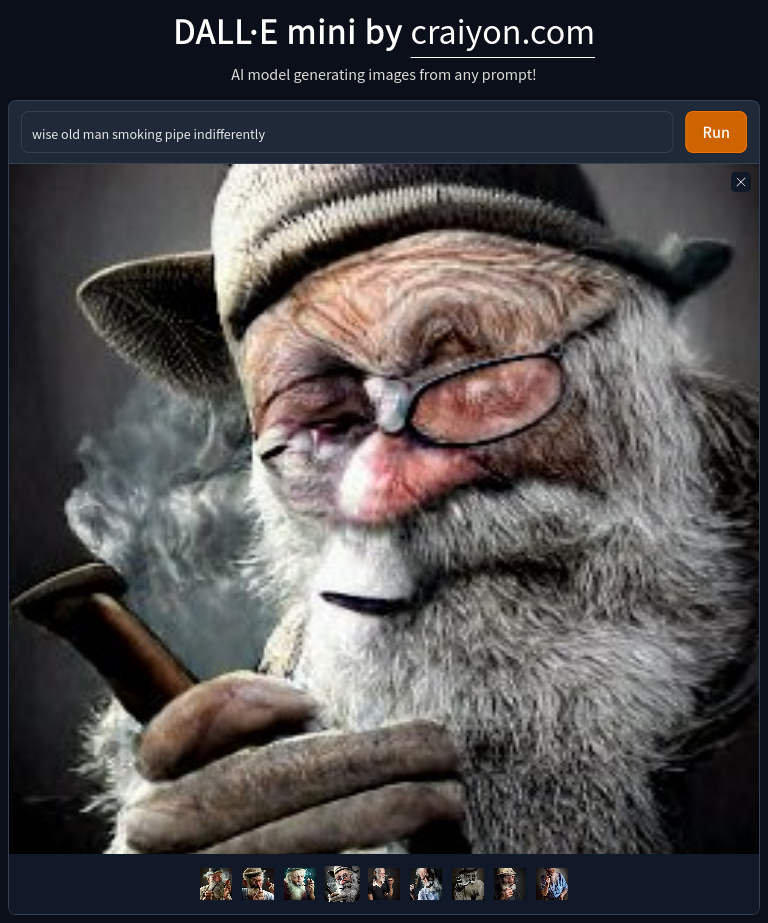 DALL·E mini by craiyon.com
AI model generating images from any prompt!
wise old man smoking pipe indifferently
Run